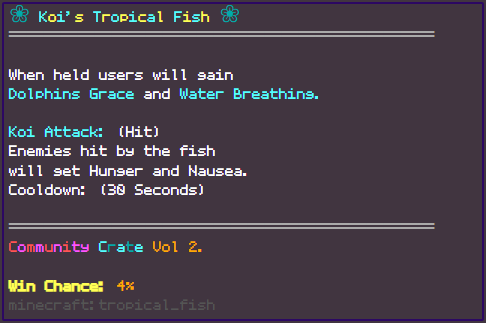 ❀ Koi's Tropical Fish ❀
When held users will gain
Dolphins Grace and Water Breathing.
Koi Attack: (Hit)
Enemies hit by the fish
will get Hunger and Nausea.
Cooldown: (30 Seconds)
Community Crate Vol 2.
Win Chance: 4%
minecraft:tropical_fish